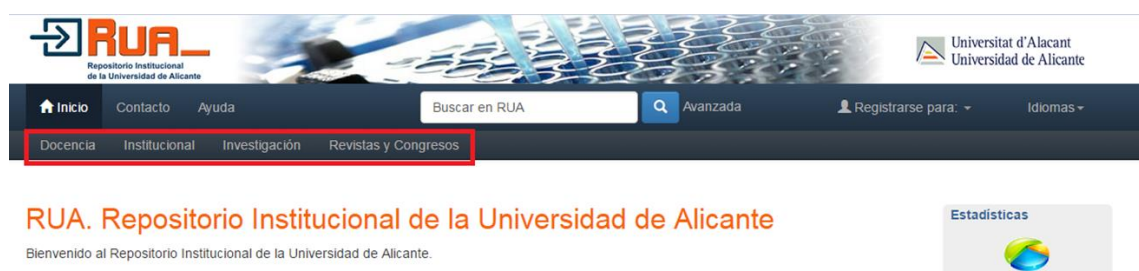 RUA_
Repositorio Institucional
de la Universidad de Alicante
Universitat d'Alacant
Universidad de Alicante
Inicio Contacto Ayuda Buscar en RUA Avanzada Registrarse para: Idiomas
Docencia Institucional Investigación Revistas y Congresos
RUA. Repositorio Institucional de la Universidad de Alicante
Estadísticas
Bienvenido al Repositorio Institucional de la Universidad de Alicante.